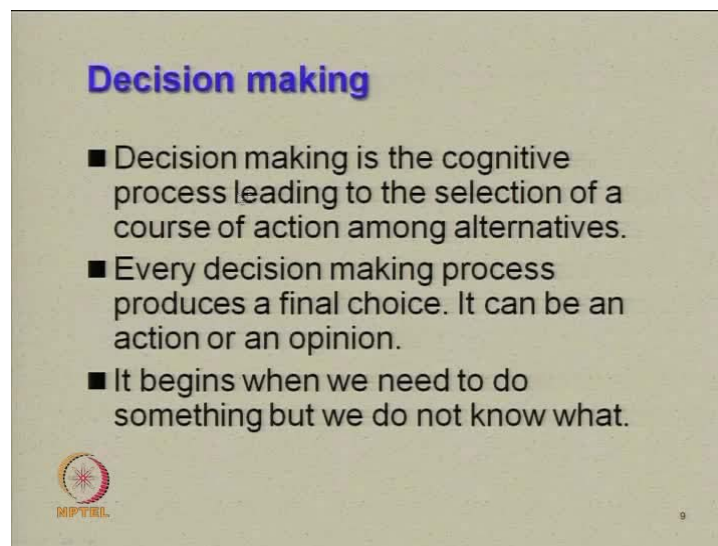 Decision making
■ Decision making is the cognitive
process leading to the selection of a
course of action among alternatives.
■ Every decision making process
produces a final choice. It can be an
action or an opinion.
■ It begins when we need to do
something but we do not know what.
NPTEL
9